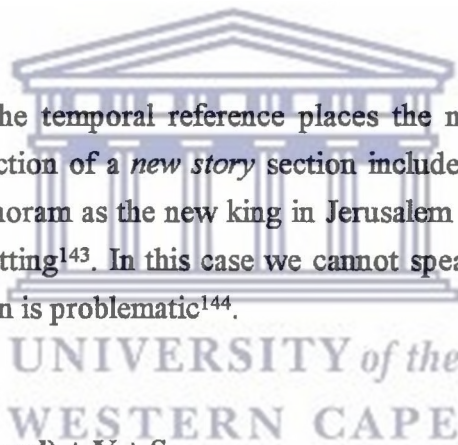 he temporal reference places the n
ction of a new story section include
horam as the new king in Jerusalem
tting¹⁴³. In this case we cannot spea
n is problematic¹⁴⁴.
UNIVERSITY of the
WESTERN CAPE